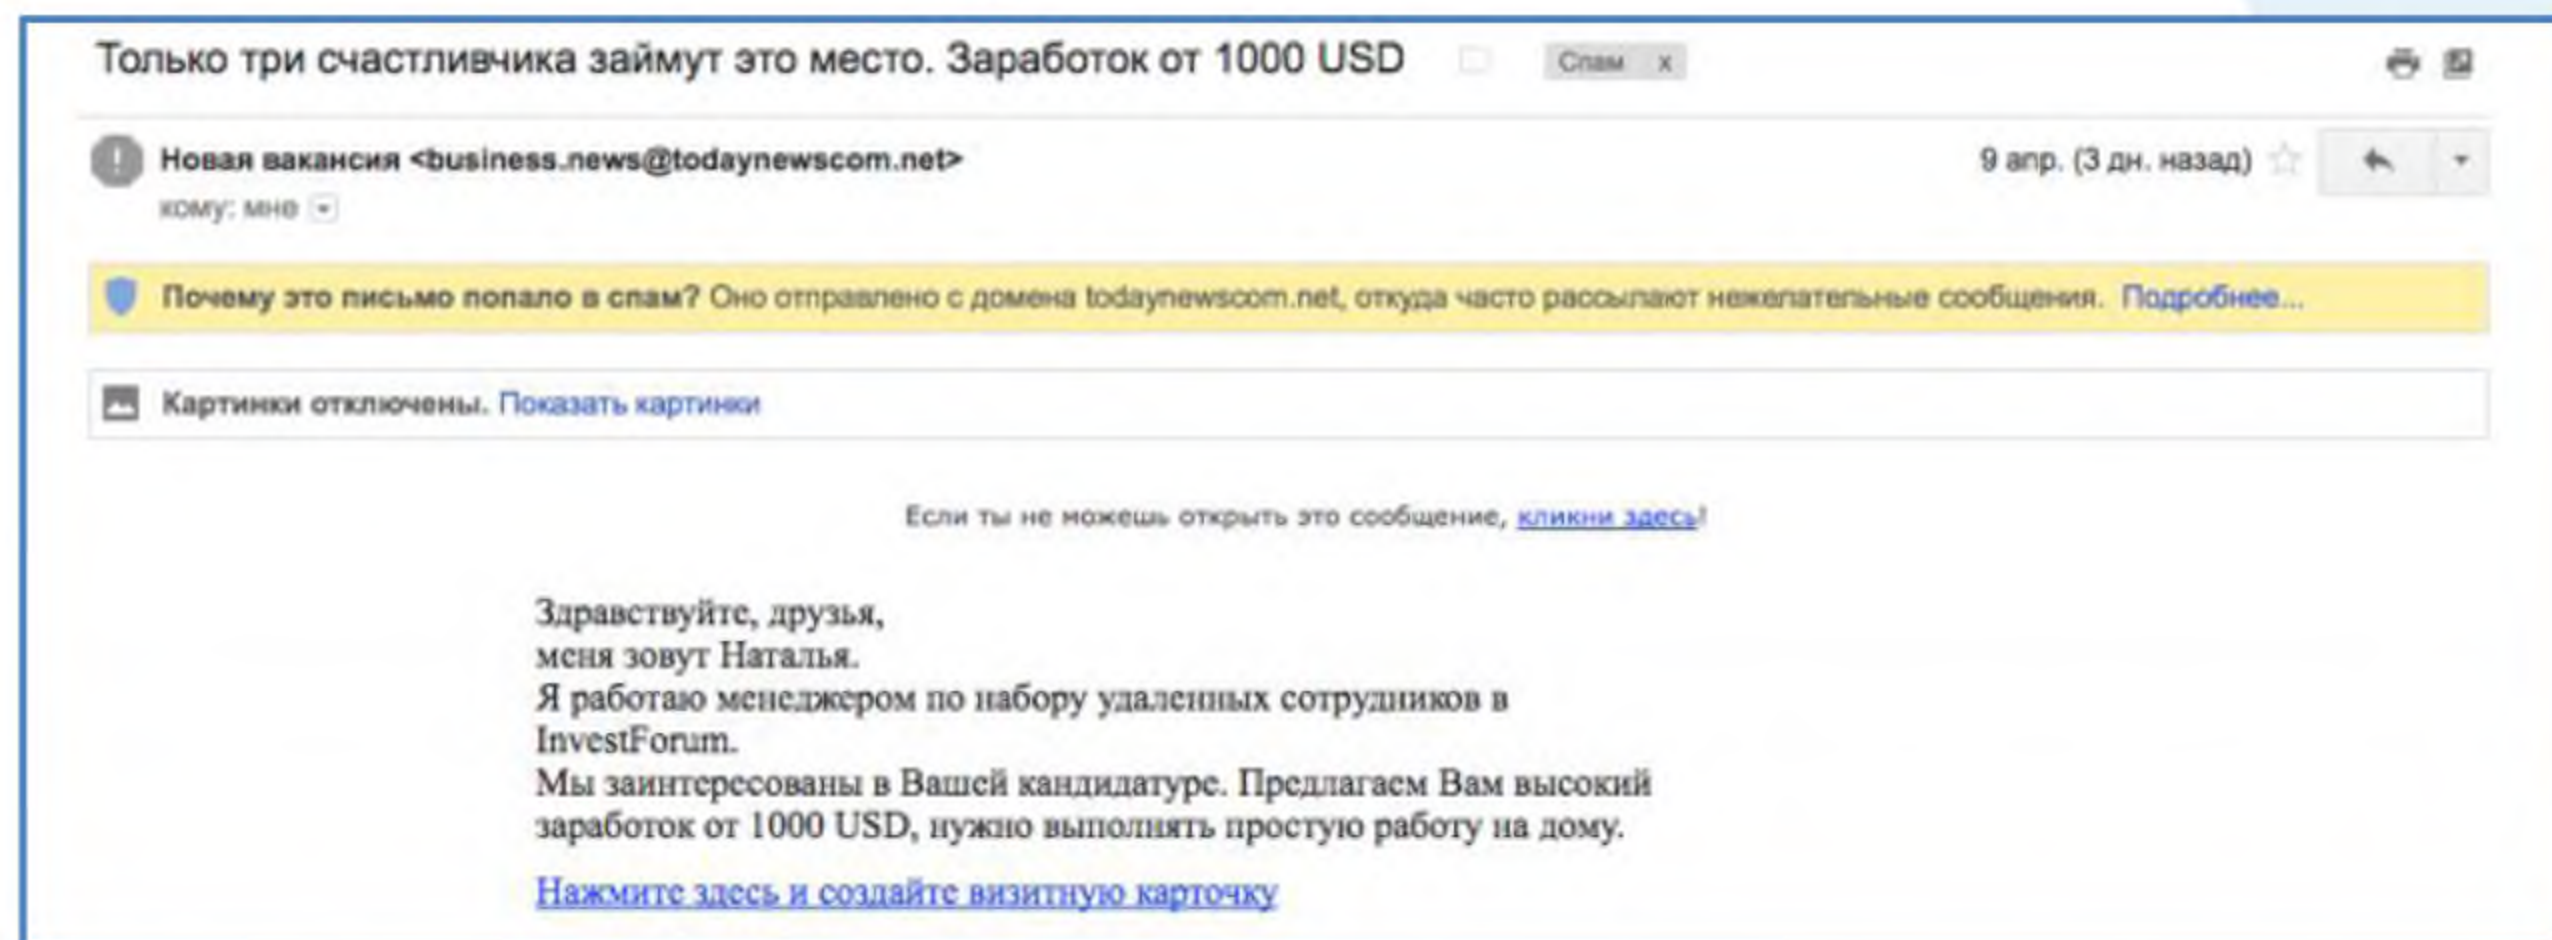 Только три счастливчика займут это место. Заработок от 1000 USD Спам x
Новая вакансия <business.news@todaynewscom.net> 9 апр. (3 дн. назад)
кому: мне
Почему это письмо попало в спам? Оно отправлено с домена todaynewscom.net, откуда часто рассылают нежелательные сообщения. Подробнее...
Картинки отключены. Показать картинки
Если ты не можешь открыть это сообщение, кликни здесь!
Здравствуйте, друзья,
меня зовут Наталья.
Я работаю менеджером по набору удаленных сотрудников в
InvestForum.
Мы заинтересованы в Вашей кандидатуре. Предлагаем Вам высокий
заработок от 1000 USD, нужно выполнять простую работу на дому.
Нажмите здесь и создайте визитную карточку